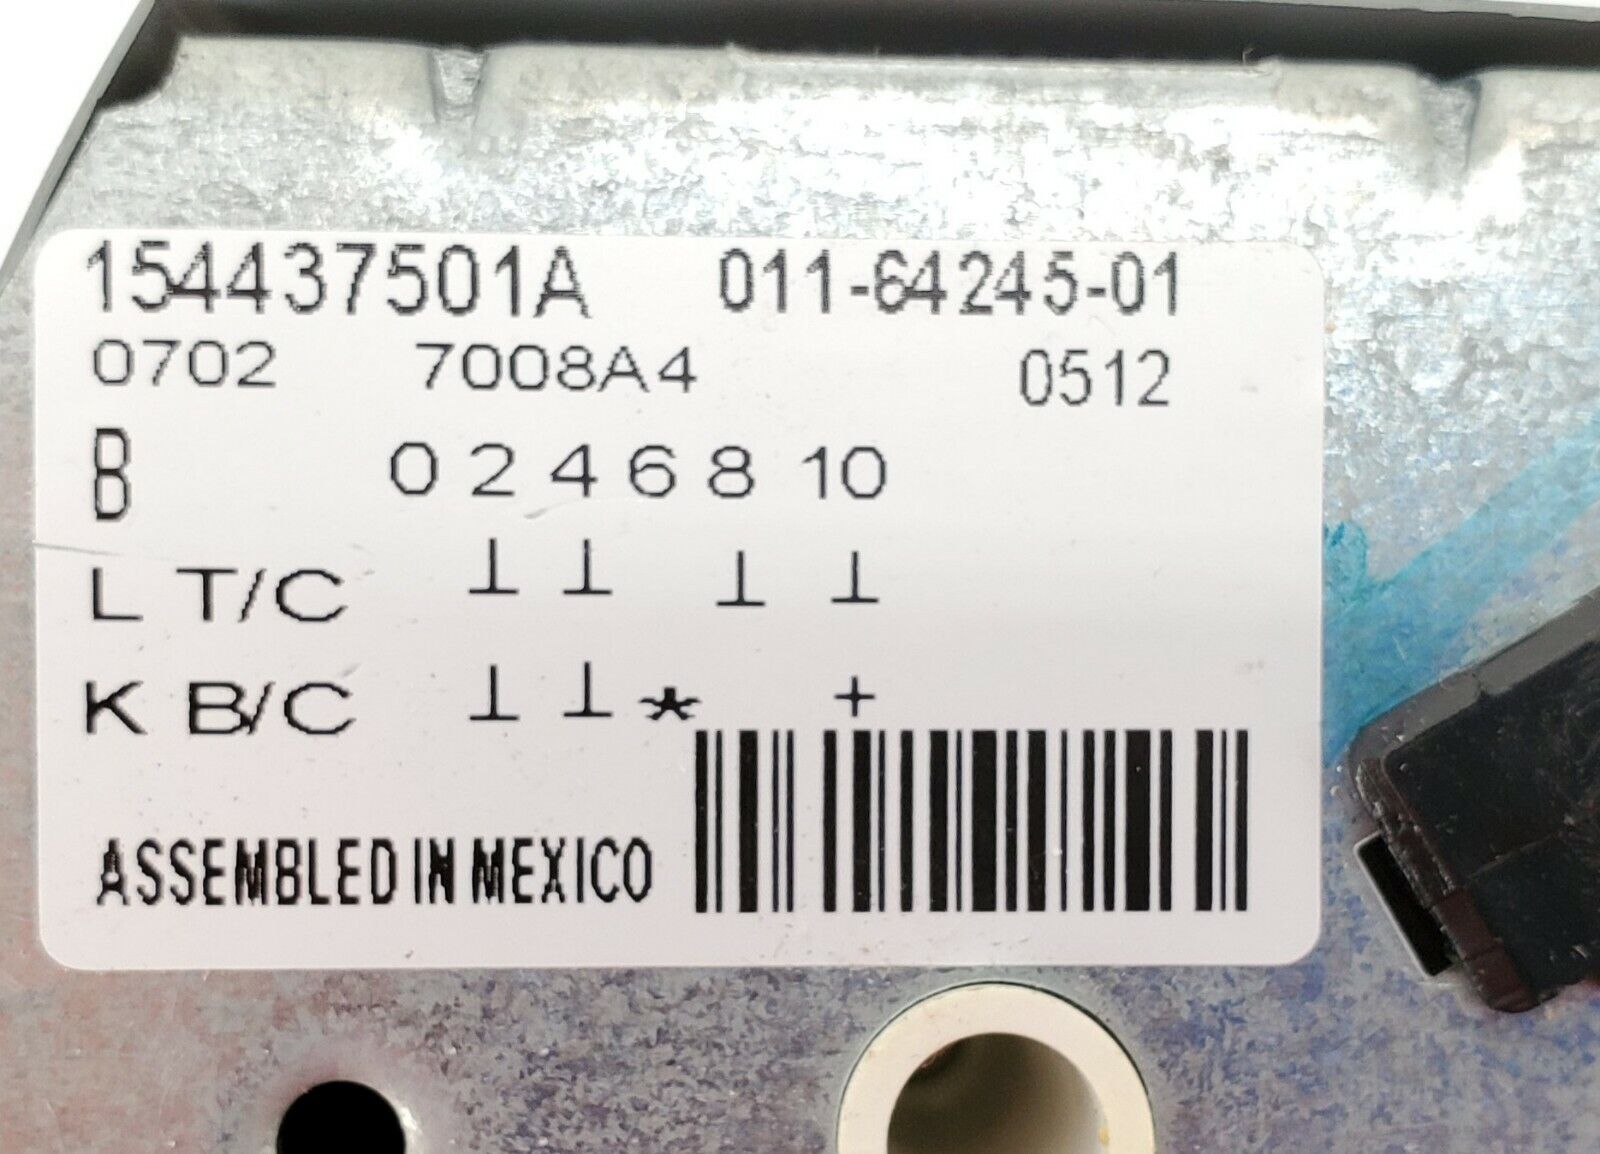 154437501A 011-64245-01
0702 7008A4 0512
B 0 2 4 6 8 10
L T/C ⊥ ⊥ ⊥ ⊥
K B/C ⊥ ⊥ * +
ASSEMBLED IN MEXICO